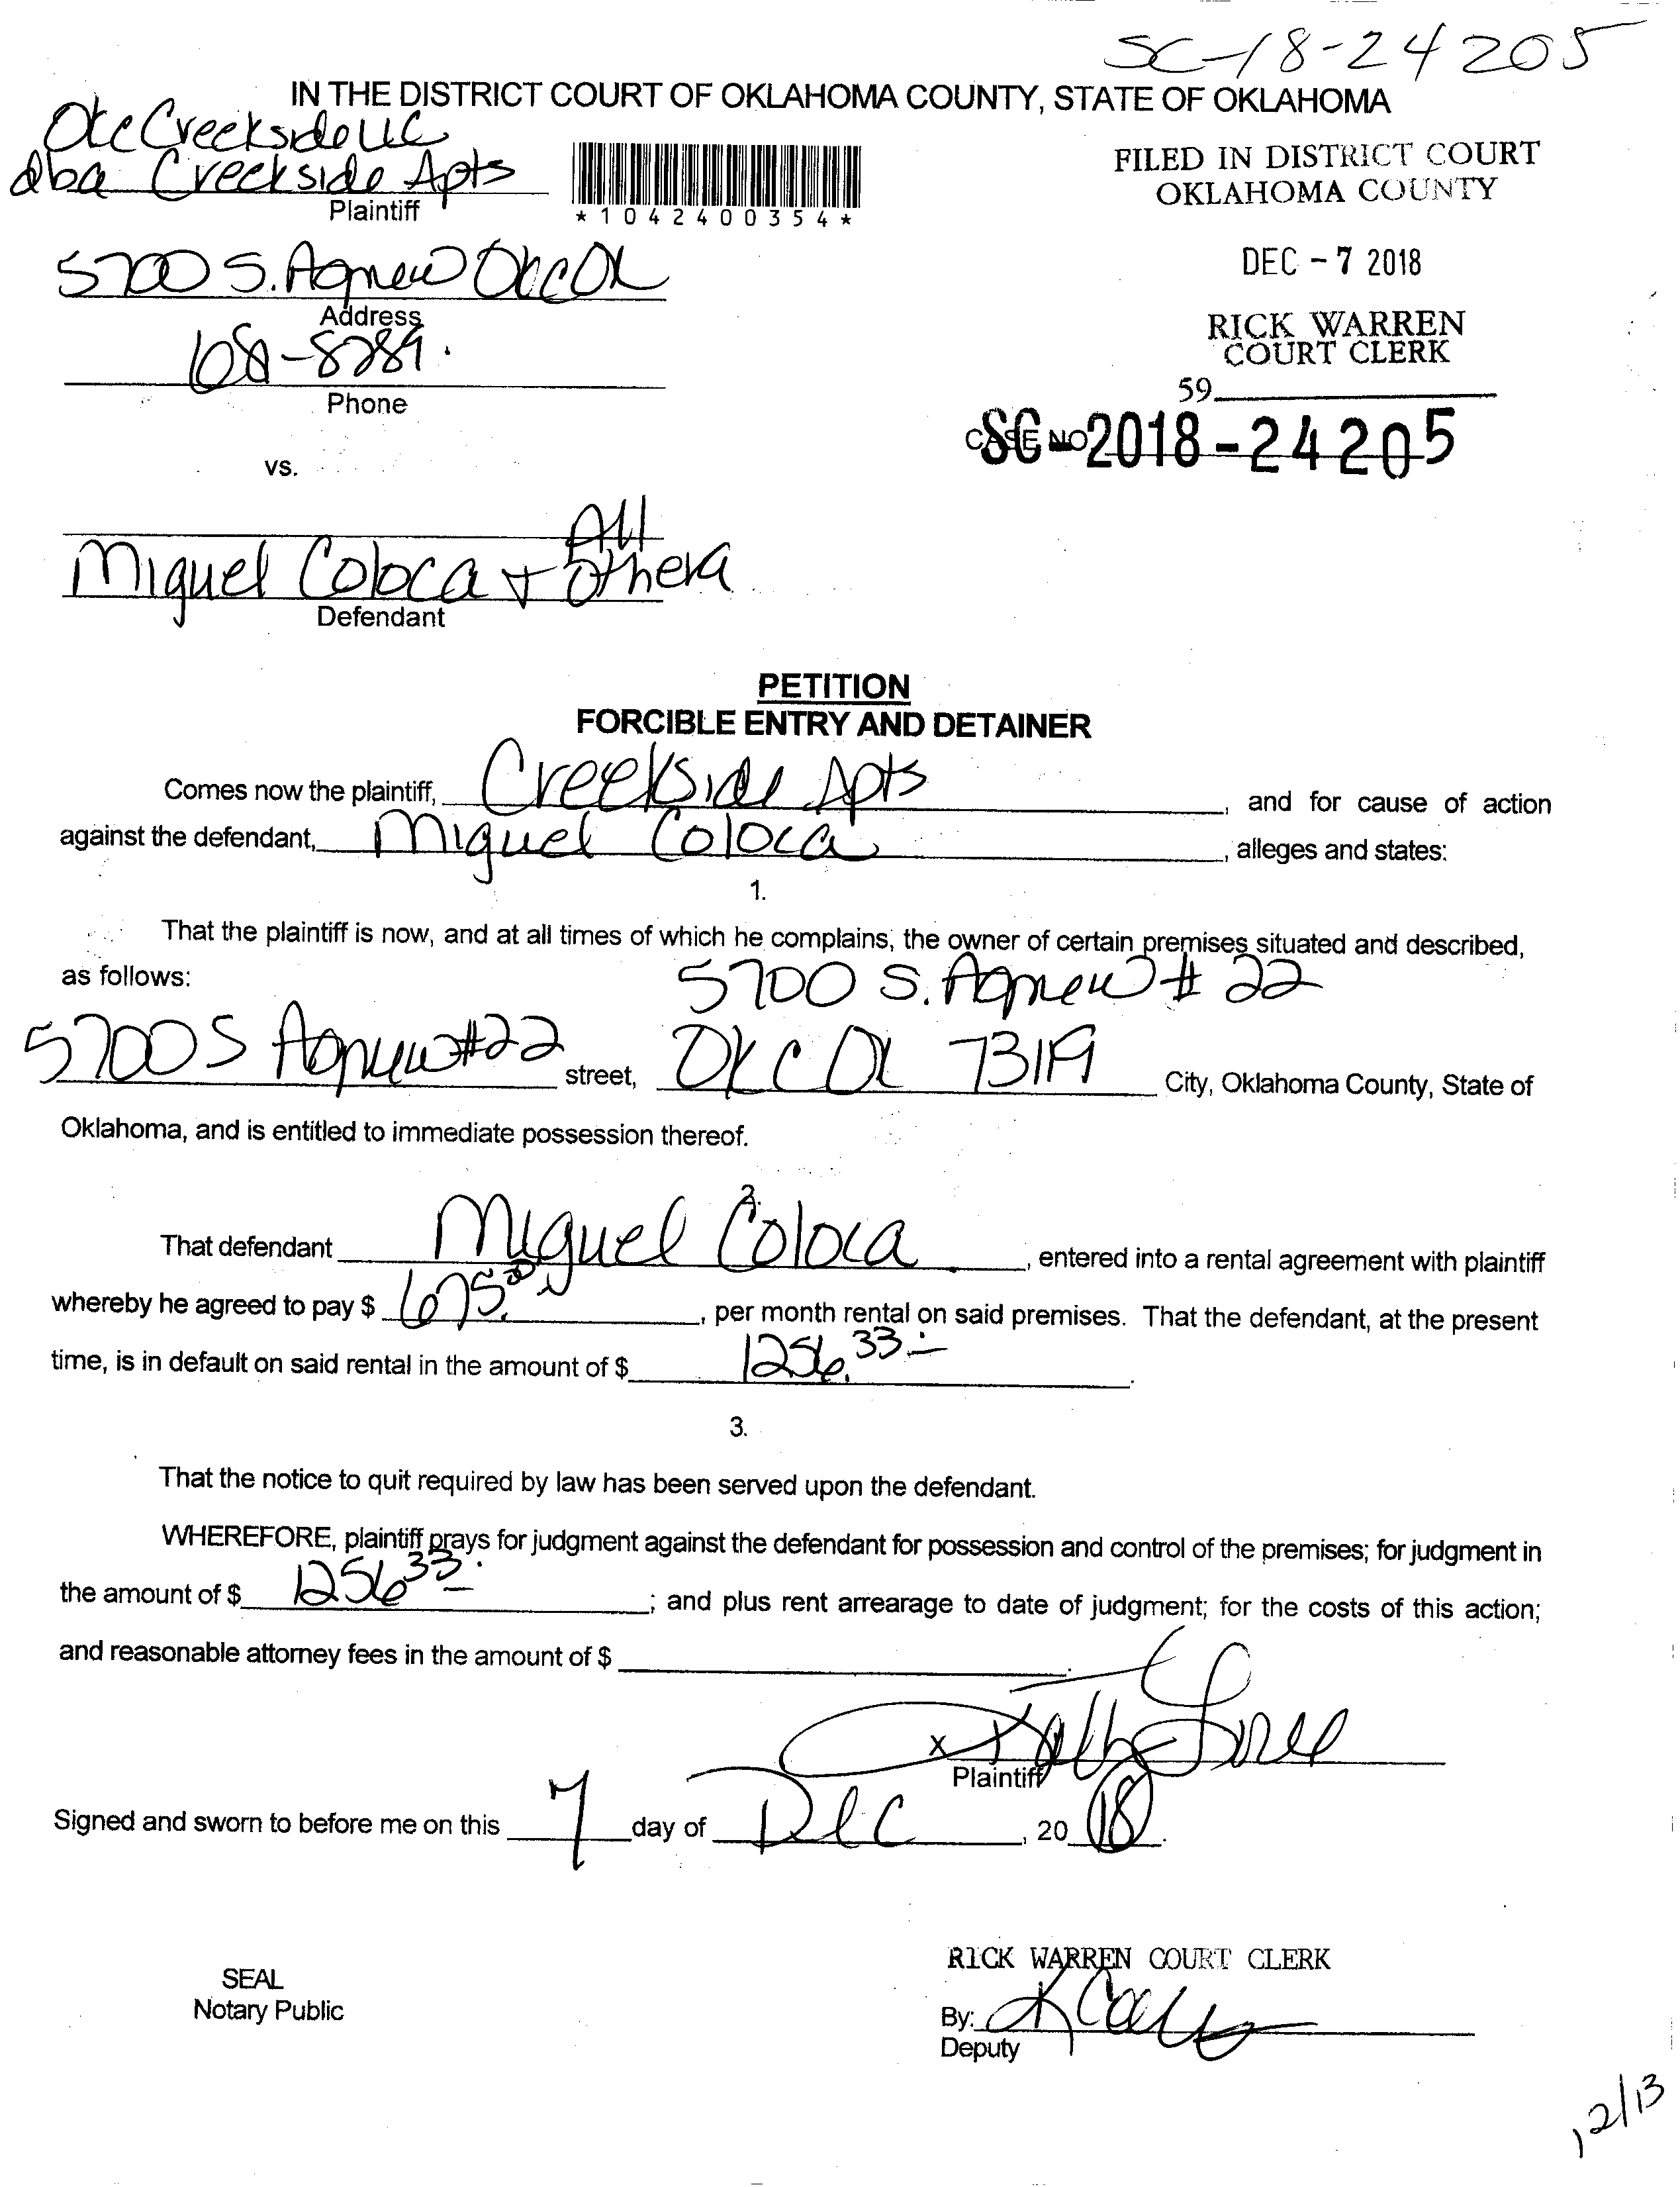 SC-18-24205
IN THE DISTRICT COURT OF OKLAHOMA COUNTY, STATE OF OKLAHOMA
Okc Creekside LLC
dba Creekside Apts
Plaintiff
*1042400354*
FILED IN DISTRICT COURT
OKLAHOMA COUNTY
5700 S. Agnew Okc Ok
Address
DEC - 7 2018
RICK WARREN
COURT CLERK
68-8289.
Phone
59
CASE NO
SC-2018-24205
vs.
All
Miguel Coloca + Others
Defendant
PETITION
FORCIBLE ENTRY AND DETAINER
Comes now the plaintiff, Creekside Apts, and for cause of action
against the defendant, Miguel Coloca, alleges and states:
1.
That the plaintiff is now, and at all times of which he complains, the owner of certain premises situated and described,
as follows: 5700 S. Agnew # 22
5700 S Agnew #22 street, OKC Ok 73119 City, Oklahoma County, State of
Oklahoma, and is entitled to immediate possession thereof.
2.
That defendant Miguel Coloca, entered into a rental agreement with plaintiff
whereby he agreed to pay $ 675.00, per month rental on said premises. That the defendant, at the present
time, is in default on said rental in the amount of $ 1256.33.
3.
That the notice to quit required by law has been served upon the defendant.
WHEREFORE, plaintiff prays for judgment against the defendant for possession and control of the premises; for judgment in
the amount of $ 1256 33; and plus rent arrearage to date of judgment; for the costs of this action;
and reasonable attorney fees in the amount of $ .
X
Plaintiff
Signed and sworn to before me on this 7 day of Dec, 20 18.
RICK WARREN COURT CLERK
SEAL
Notary Public
By:
Deputy
12/13